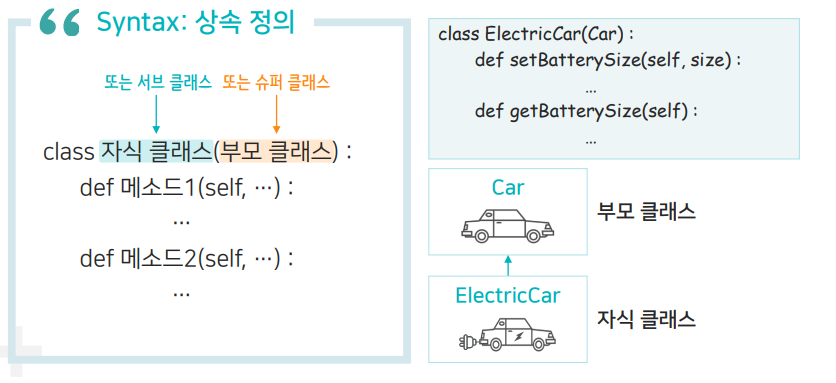 “ Syntax: 상속 정의
또는 서브 클래스 또는 슈퍼 클래스
class 자식 클래스(부모 클래스) :
def 메소드1(self, …) :
…
def 메소드2(self, …) :
…
class ElectricCar(Car) :
def setBatterySize(self, size) :
…
def getBatterySize(self) :
…
Car
부모 클래스
ElectricCar
자식 클래스